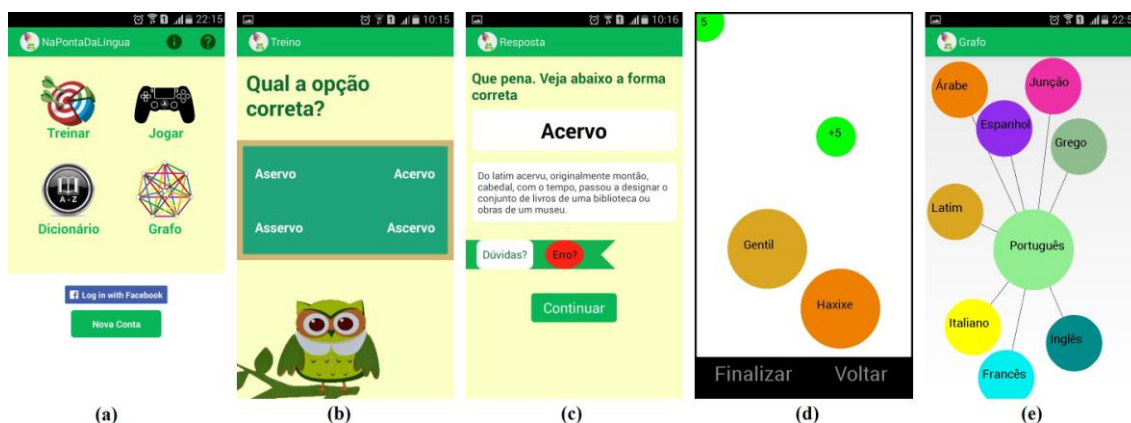 22:15
NaPontaDaLíngua
Treinar
Jogar
A-Z
Dicionário
Grafo
Log in with Facebook
Nova Conta
(a)
10:15
Treino
Qual a opção
correta?
Aservo
Acervo
Asservo
Ascervo
(b)
10:16
Resposta
Que pena. Veja abaixo a forma
correta
Acervo
Do latim acervu, originalmente montão,
cabedal, com o tempo, passou a designar o
conjunto de livros de uma biblioteca ou
obras de um museu.
Dúvidas?
Erro?
Continuar
(c)
5
+5
Gentil
Haxixe
Finalizar
Voltar
(d)
22:5
Grafo
Árabe
Junção
Espanhol
Grego
Latim
Português
Italiano
Inglês
Francês
(e)